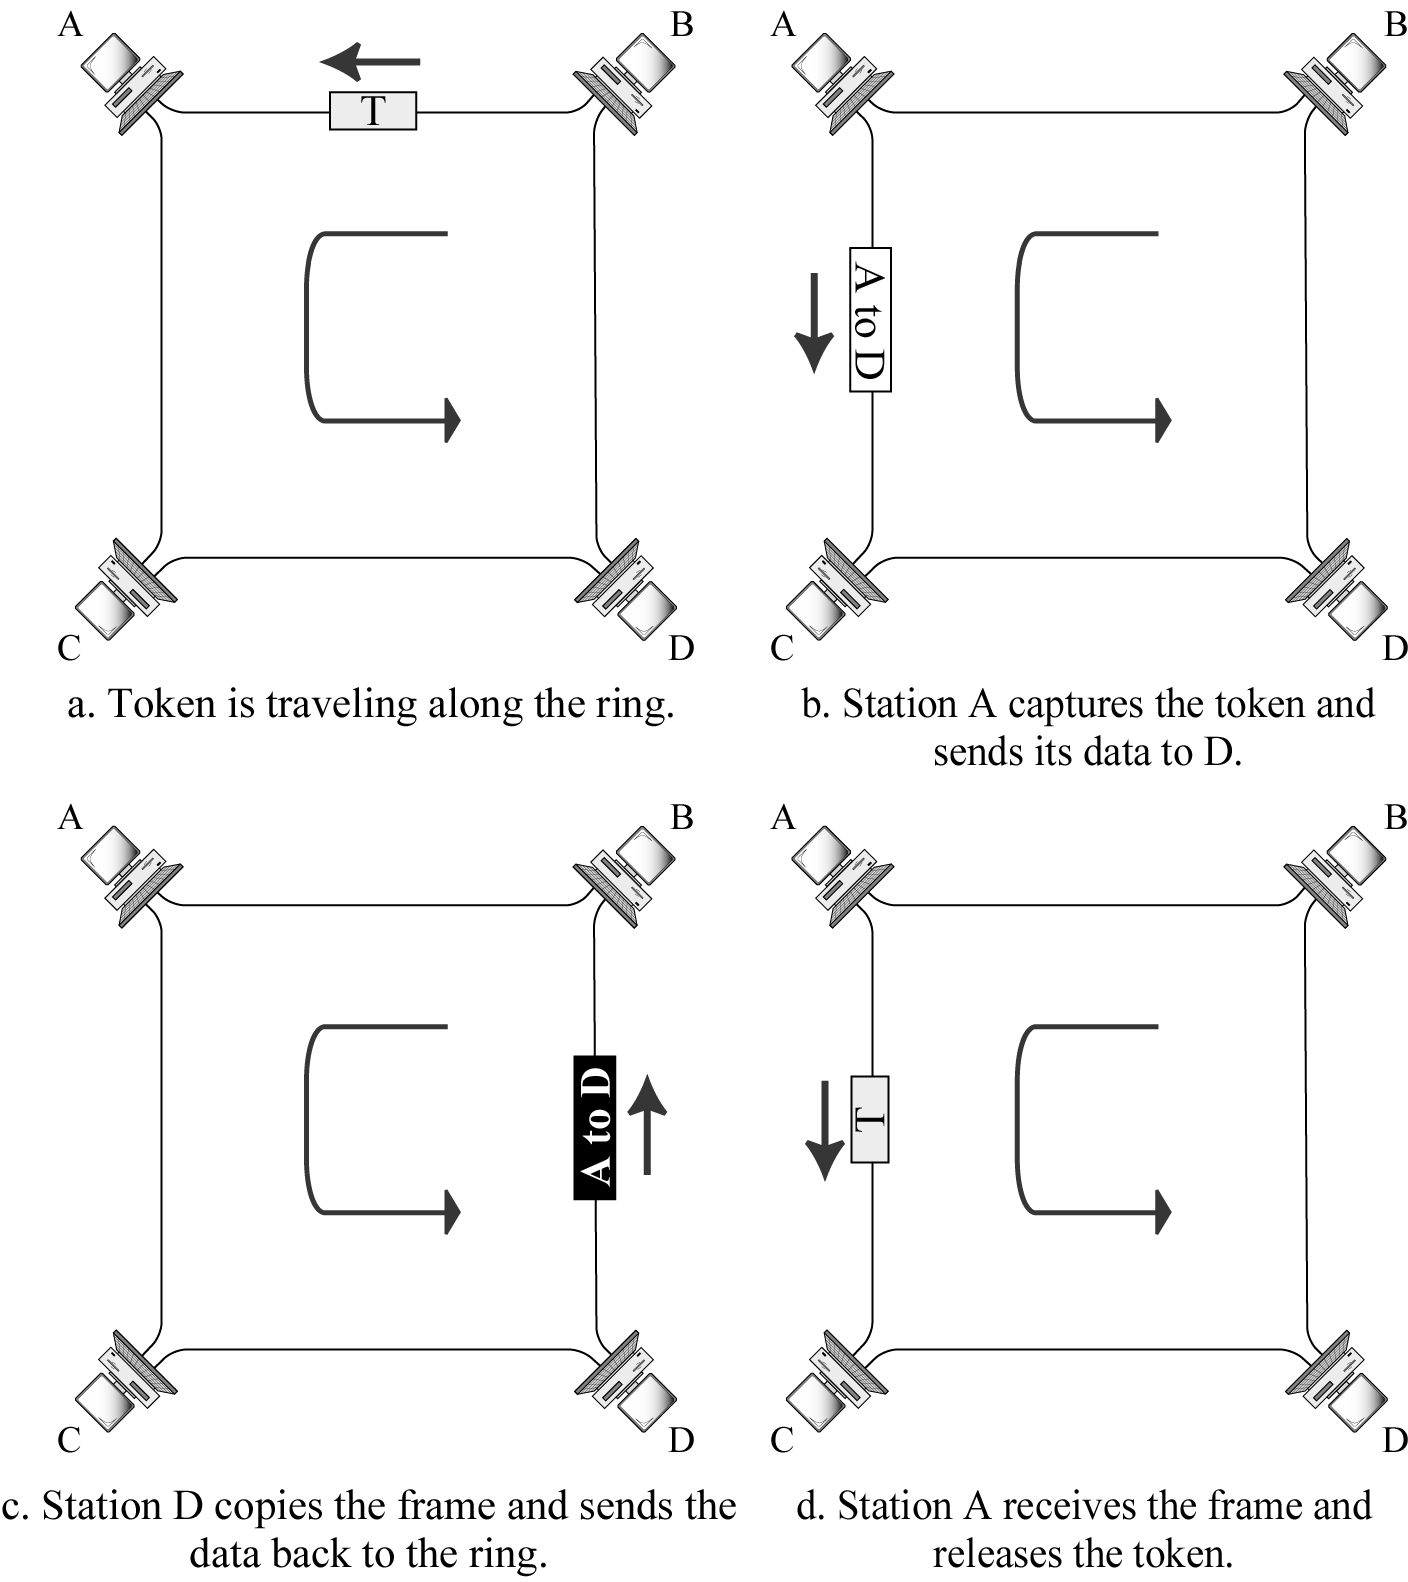 A
B
T
C
D
a. Token is traveling along the ring.
A
B
A to D
C
D
b. Station A captures the token and
sends its data to D.
A
B
A to D
C
D
c. Station D copies the frame and sends the
data back to the ring.
A
B
T
C
D
d. Station A receives the frame and
releases the token.